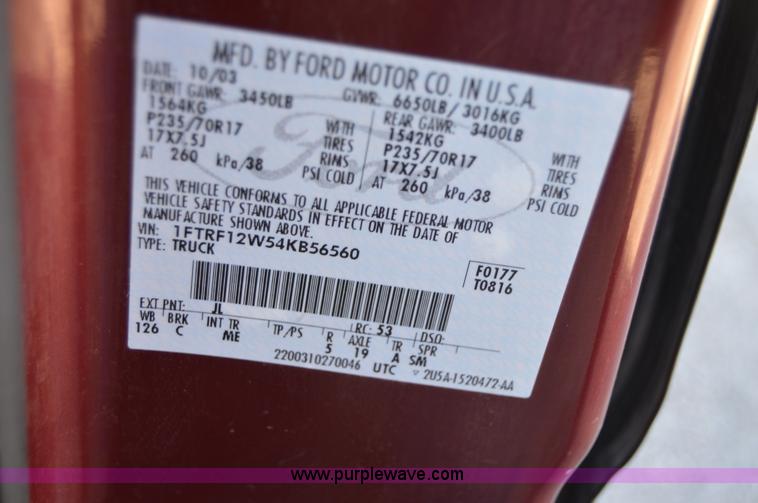 MFD. BY FORD MOTOR CO. IN U.S.A.
DATE: 10/03 GVWR: 6650LB/3016KG
FRONT GAWR: 3450LB REAR GAWR: 3400LB
1564KG WITH 1542KG WITH
P235/70R17 TIRES P235/70R17 TIRES
17X7.5J RIMS 17X7.5J RIMS
AT 260 kPa/38 PSI COLD AT 260 kPa/38 PSI COLD
THIS VEHICLE CONFORMS TO ALL APPLICABLE FEDERAL MOTOR
VEHICLE SAFETY STANDARDS IN EFFECT ON THE DATE OF
MANUFACTURE SHOWN ABOVE.
VIN: 1FTRF12W54KB56560
TYPE: TRUCK
F0177
T0816
EXT PNT: JL RC: 53 DSO:
WB BRK INT TR TP/PS R AXLE TR SPR
126 C ME 5 19 A SM
2200310270046 UTC 2U5A-1520472-AA
Ford
www.purplewave.com